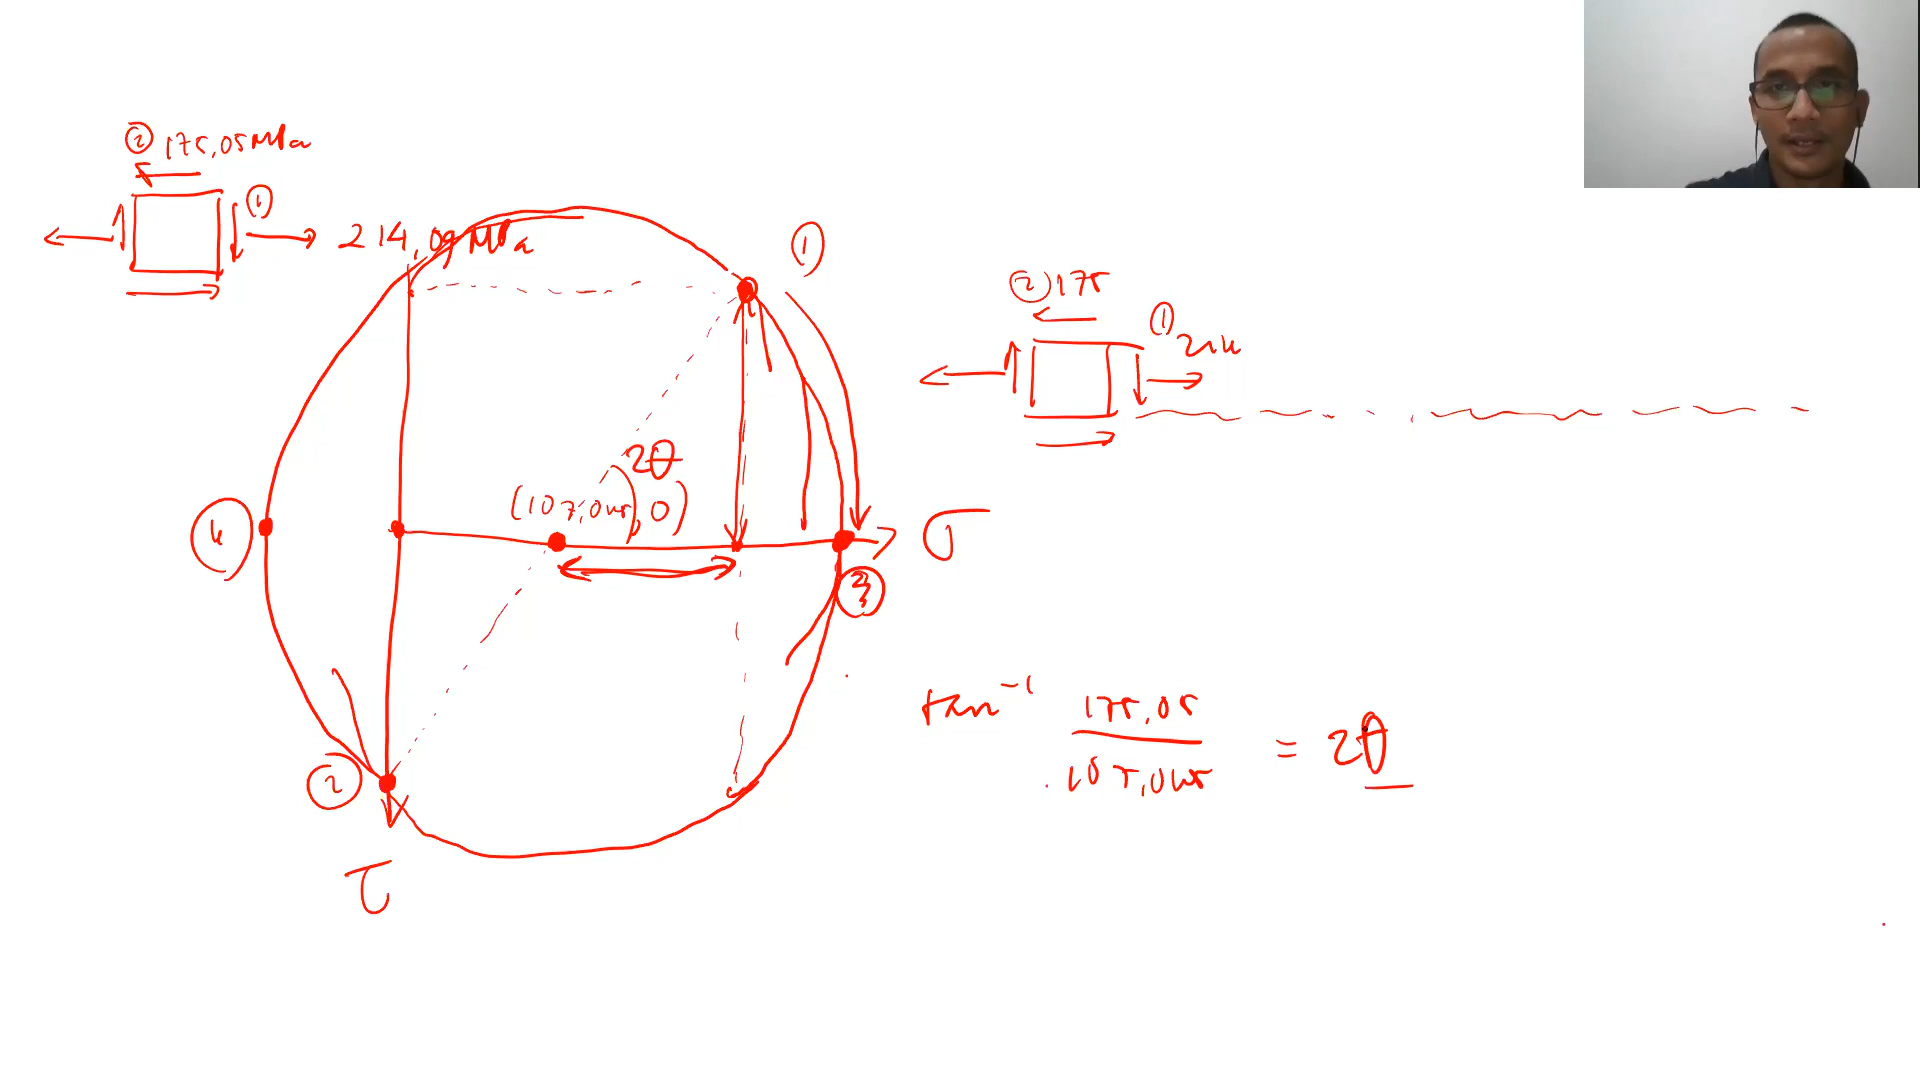 ② 175,05 MPa
①
214,09 MPa
①
② 175
①
214
2θ
(107,045, 0)
4
σ
3
tan⁻¹ 175,05 / 107,045 = 2θ
②
τ